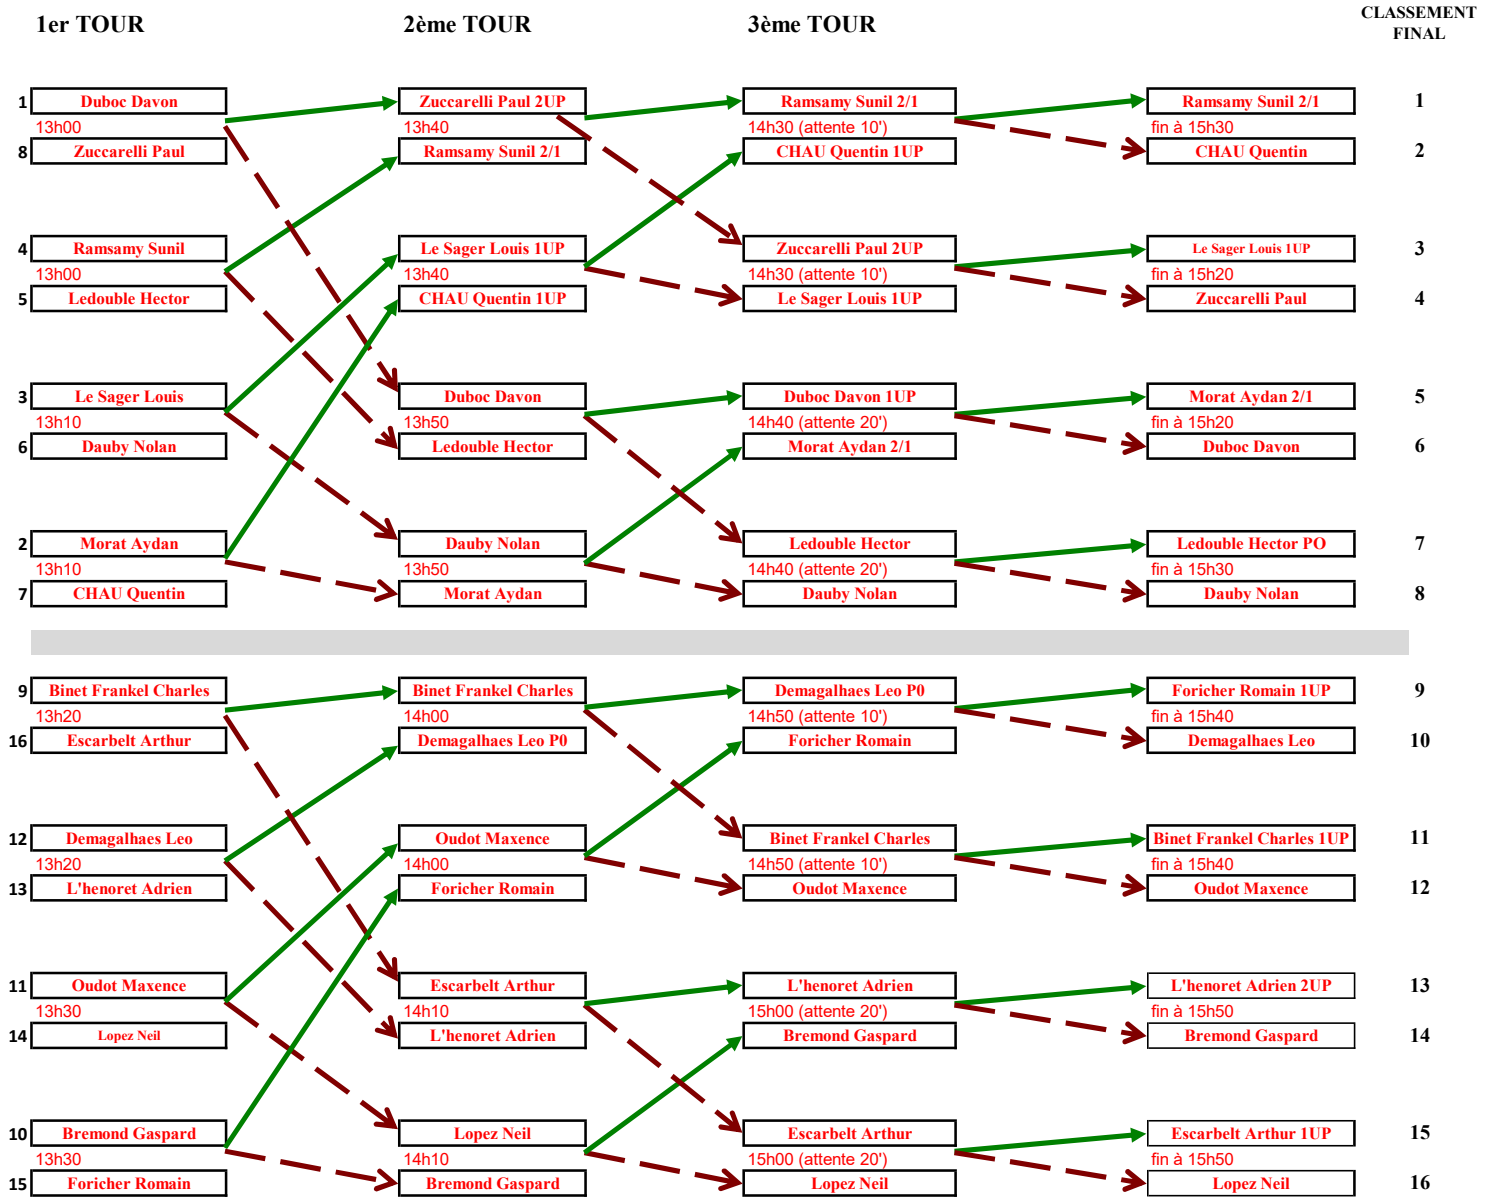 1er TOUR 2ème TOUR 3ème TOUR CLASSEMENT
FINAL
1 Duboc Davon Zuccarelli Paul 2UP Ramsamy Sunil 2/1 Ramsamy Sunil 2/1 1
13h00 13h40 14h30 (attente 10') fin à 15h30
8 Zuccarelli Paul Ramsamy Sunil 2/1 CHAU Quentin 1UP CHAU Quentin 2
4 Ramsamy Sunil Le Sager Louis 1UP Zuccarelli Paul 2UP Le Sager Louis 1UP 3
13h00 13h40 14h30 (attente 10') fin à 15h20
5 Ledouble Hector CHAU Quentin 1UP Le Sager Louis 1UP Zuccarelli Paul 4
3 Le Sager Louis Duboc Davon Duboc Davon 1UP Morat Aydan 2/1 5
13h10 13h50 14h40 (attente 20') fin à 15h20
6 Dauby Nolan Ledouble Hector Morat Aydan 2/1 Duboc Davon 6
2 Morat Aydan Dauby Nolan Ledouble Hector Ledouble Hector PO 7
13h10 13h50 14h40 (attente 20') fin à 15h30
7 CHAU Quentin Morat Aydan Dauby Nolan Dauby Nolan 8
9 Binet Frankel Charles Binet Frankel Charles Demagalhaes Leo P0 Foricher Romain 1UP 9
13h20 14h00 14h50 (attente 10') fin à 15h40
16 Escarbelt Arthur Demagalhaes Leo P0 Foricher Romain Demagalhaes Leo 10
12 Demagalhaes Leo Oudot Maxence Binet Frankel Charles Binet Frankel Charles 1UP 11
13h20 14h00 14h50 (attente 10') fin à 15h40
13 L'henoret Adrien Foricher Romain Oudot Maxence Oudot Maxence 12
11 Oudot Maxence Escarbelt Arthur L'henoret Adrien L'henoret Adrien 2UP 13
13h30 14h10 15h00 (attente 20') fin à 15h50
14 Lopez Neil L'henoret Adrien Bremond Gaspard Bremond Gaspard 14
10 Bremond Gaspard Lopez Neil Escarbelt Arthur Escarbelt Arthur 1UP 15
13h30 14h10 15h00 (attente 20') fin à 15h50
15 Foricher Romain Bremond Gaspard Lopez Neil Lopez Neil 16